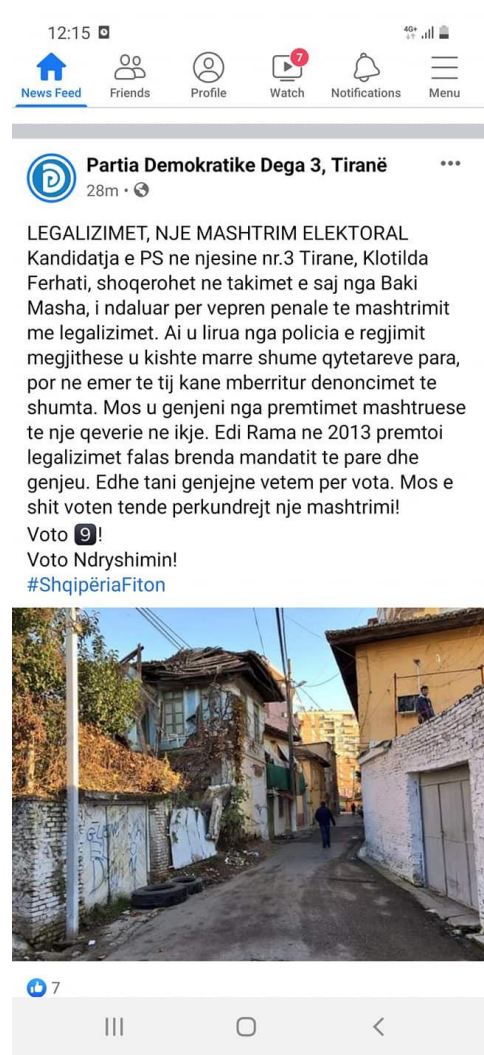 12:15
4G+
7
News Feed
Friends
Profile
Watch
Notifications
Menu
Partia Demokratike Dega 3, Tiranë
28m
LEGALIZIMET, NJE MASHTRIM ELEKTORAL
Kandidatja e PS ne njesine nr.3 Tirane, Klotilda
Ferhati, shoqerohet ne takimet e saj nga Baki
Masha, i ndaluar per vepren penale te mashtrimit
me legalizimet. Ai u lirua nga policia e regjimit
megjithese u kishte marre shume qytetareve para,
por ne emer te tij kane mberritur denoncimet te
shumta. Mos u genjeni nga premtimet mashtruese
te nje qeverie ne ikje. Edi Rama ne 2013 premtoi
legalizimet falas brenda mandatit te pare dhe
genjeu. Edhe tani genjejne vetem per vota. Mos e
shit voten tende perkundrejt nje mashtrimi!
Voto 9!
Voto Ndryshimin!
#ShqipëriaFiton
7